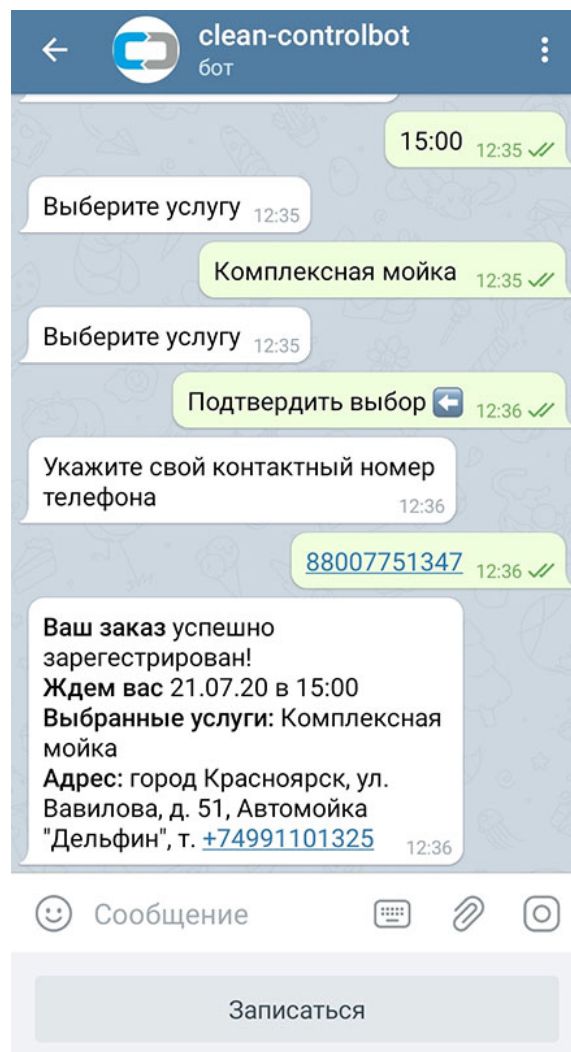 clean-controlbot
бот
15:00 12:35
Выберите услугу 12:35
Комплексная мойка 12:35
Выберите услугу 12:35
Подтвердить выбор ⬅️ 12:36
Укажите свой контактный номер
телефона 12:36
88007751347 12:36
Ваш заказ успешно
зарегестрирован!
Ждем вас 21.07.20 в 15:00
Выбранные услуги: Комплексная
мойка
Адрес: город Красноярск, ул.
Вавилова, д. 51, Автомойка
"Дельфин", т. +74991101325 12:36
Сообщение
Записаться